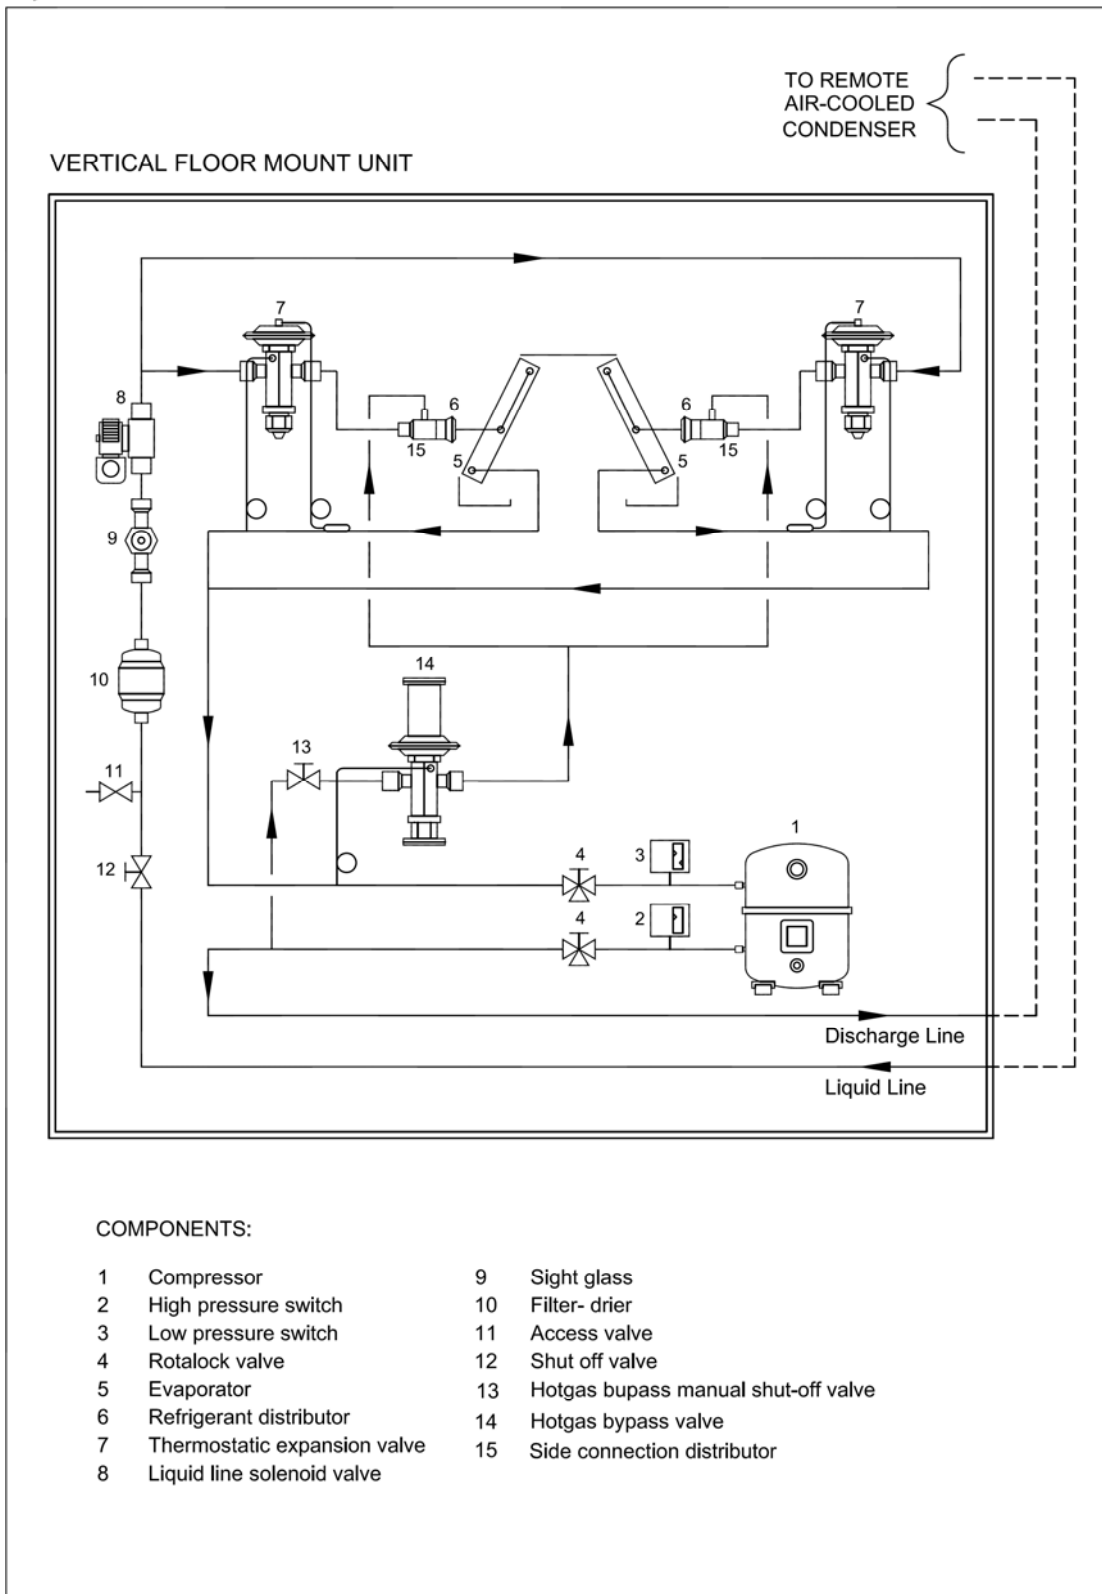 TO REMOTE
AIR-COOLED
CONDENSER
VERTICAL FLOOR MOUNT UNIT
7
7
8
6
6
15
15
5
5
9
10
14
13
11
12
4
3
1
4
2
Discharge Line
Liquid Line
COMPONENTS:
1 Compressor
2 High pressure switch
3 Low pressure switch
4 Rotalock valve
5 Evaporator
6 Refrigerant distributor
7 Thermostatic expansion valve
8 Liquid line solenoid valve
9 Sight glass
10 Filter- drier
11 Access valve
12 Shut off valve
13 Hotgas bupass manual shut-off valve
14 Hotgas bypass valve
15 Side connection distributor